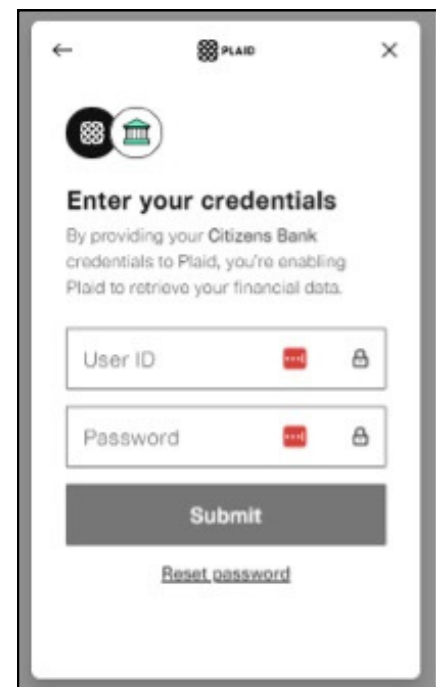 PLAID
Enter your credentials
By providing your Citizens Bank
credentials to Plaid, you're enabling
Plaid to retrieve your financial data.
User ID
Password
Submit
Reset password